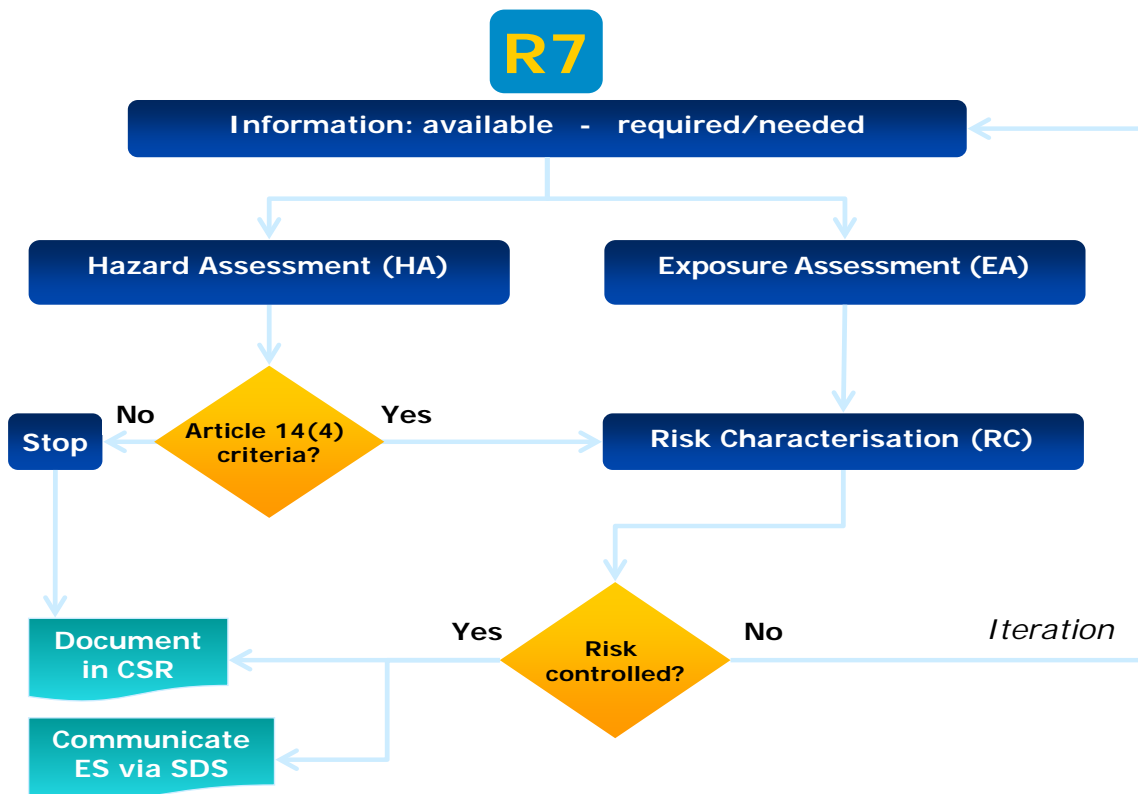 R7
Information: available - required/needed
Hazard Assessment (HA)
Exposure Assessment (EA)
No
Yes
Stop
Article 14(4)
criteria?
Risk Characterisation (RC)
Document
in CSR
Yes
Risk
controlled?
No
Iteration
Communicate
ES via SDS